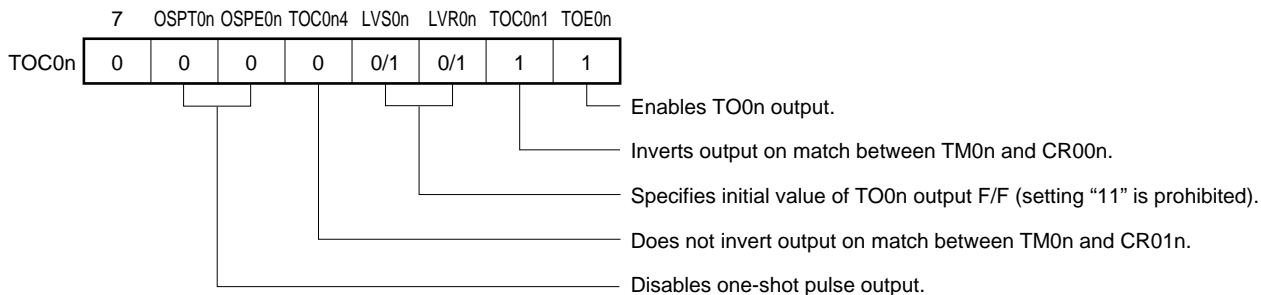 7 OSPT0n OSPE0n TOC0n4 LVS0n LVR0n TOC0n1 TOE0n
TOC0n 0 0 0 0 0/1 0/1 1 1
Enables TO0n output.
Inverts output on match between TM0n and CR00n.
Specifies initial value of TO0n output F/F (setting “11” is prohibited).
Does not invert output on match between TM0n and CR01n.
Disables one-shot pulse output.